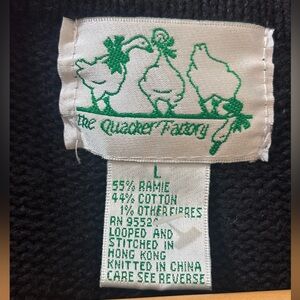 the Quacker Factory
L
55% RAMIE
44% COTTON
1% OTHER FIBRES
RN 9552
LOOPED AND
STITCHED IN
HONG KONG
KNITTED IN CHINA
CARE SEE REVERSE